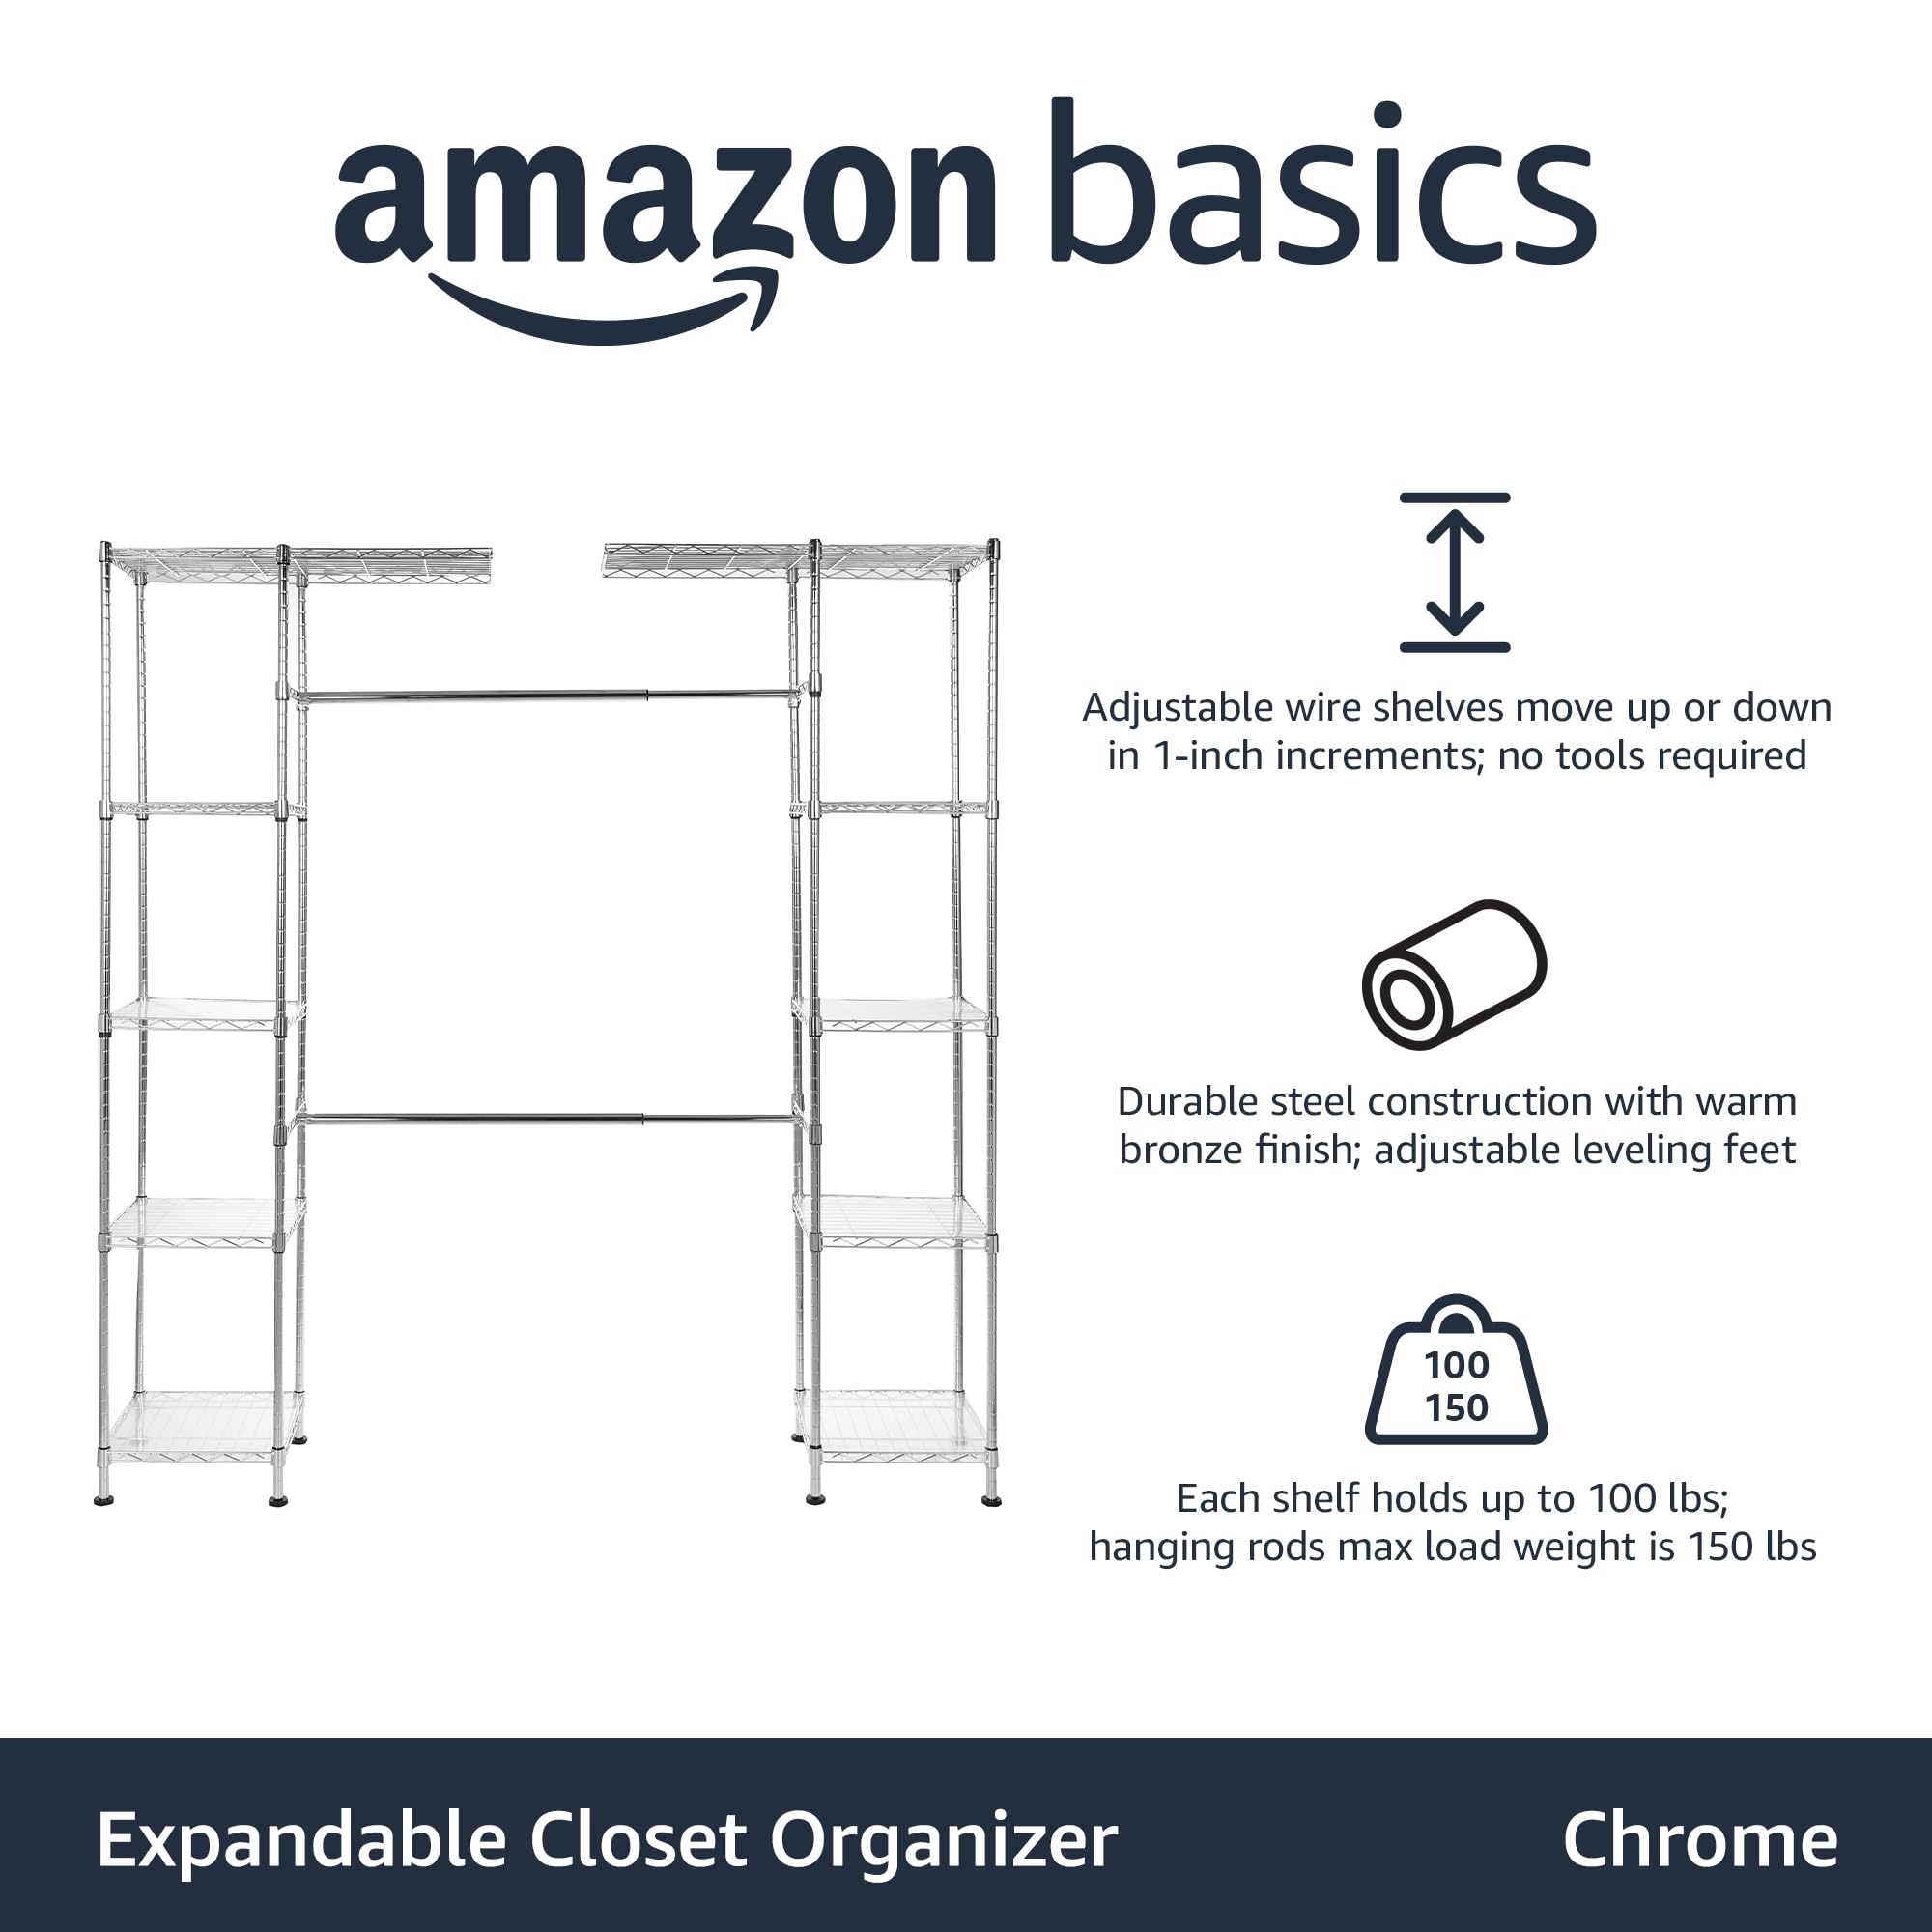 amazon basics
Adjustable wire shelves move up or down
in 1-inch increments; no tools required
Durable steel construction with warm
bronze finish; adjustable leveling feet
100
150
Each shelf holds up to 100 lbs;
hanging rods max load weight is 150 lbs
Expandable Closet Organizer
Chrome